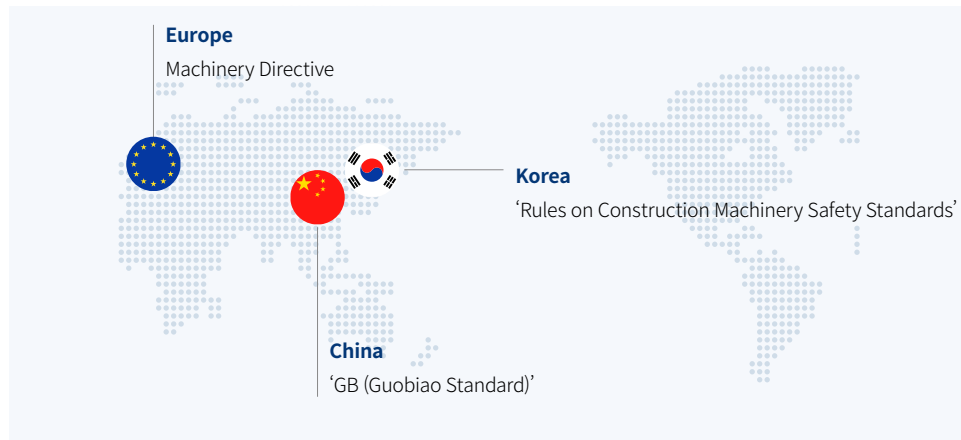 Europe
Machinery Directive
Korea
‘Rules on Construction Machinery Safety Standards’
China
‘GB (Guobiao Standard)’